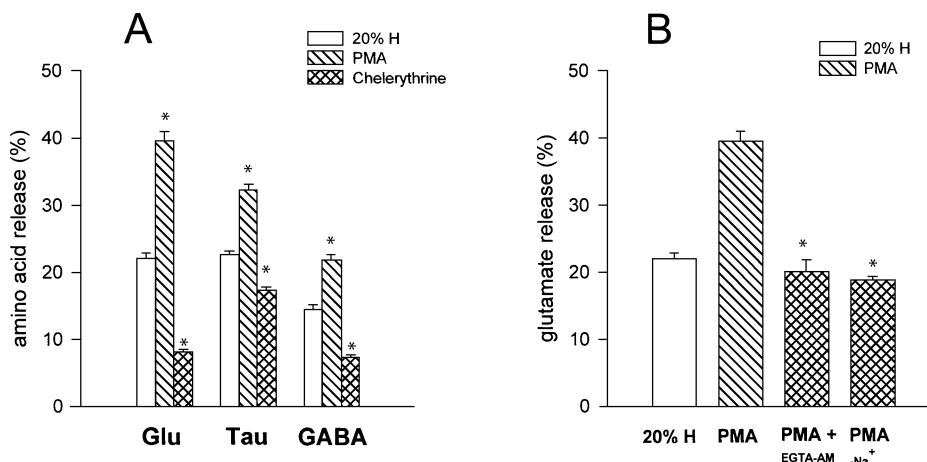 A
20% H
PMA
Chelerythrine
50
40
30
20
10
0
amino acid release (%)
*
*
*
*
*
*
Glu Tau GABA
B
20% H
PMA
50
40
30
20
10
0
glutamate release (%)
*
*
20% H PMA PMA + PMA
EGTA-AM -Na+